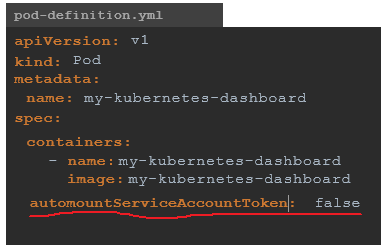 pod-definition.yml
apiVersion: v1
kind: Pod
metadata:
name: my-kubernetes-dashboard
spec:
containers:
- name: my-kubernetes-dashboard
image: my-kubernetes-dashboard
automountServiceAccountToken: false